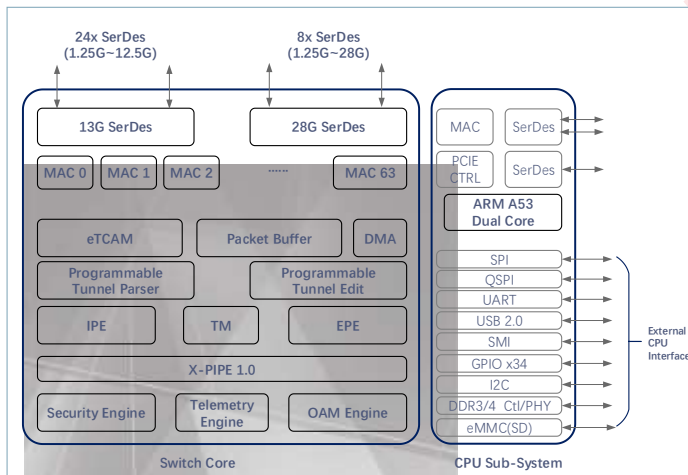 24x SerDes
(1.25G~12.5G)
8x SerDes
(1.25G~28G)
13G SerDes
28G SerDes
MAC 0
MAC 1
MAC 2
......
MAC 63
eTCAM
Packet Buffer
DMA
Programmable
Tunnel Parser
Programmable
Tunnel Edit
IPE
TM
EPE
X-PIPE 1.0
Security Engine
Telemetry
Engine
OAM Engine
Switch Core
MAC
SerDes
PCIE
CTRL
SerDes
ARM A53
Dual Core
SPI
QSPI
UART
USB 2.0
SMI
GPIO x34
I2C
DDR3/4 Ctl/PHY
eMMC(SD)
CPU Sub-System
External
CPU
Interface